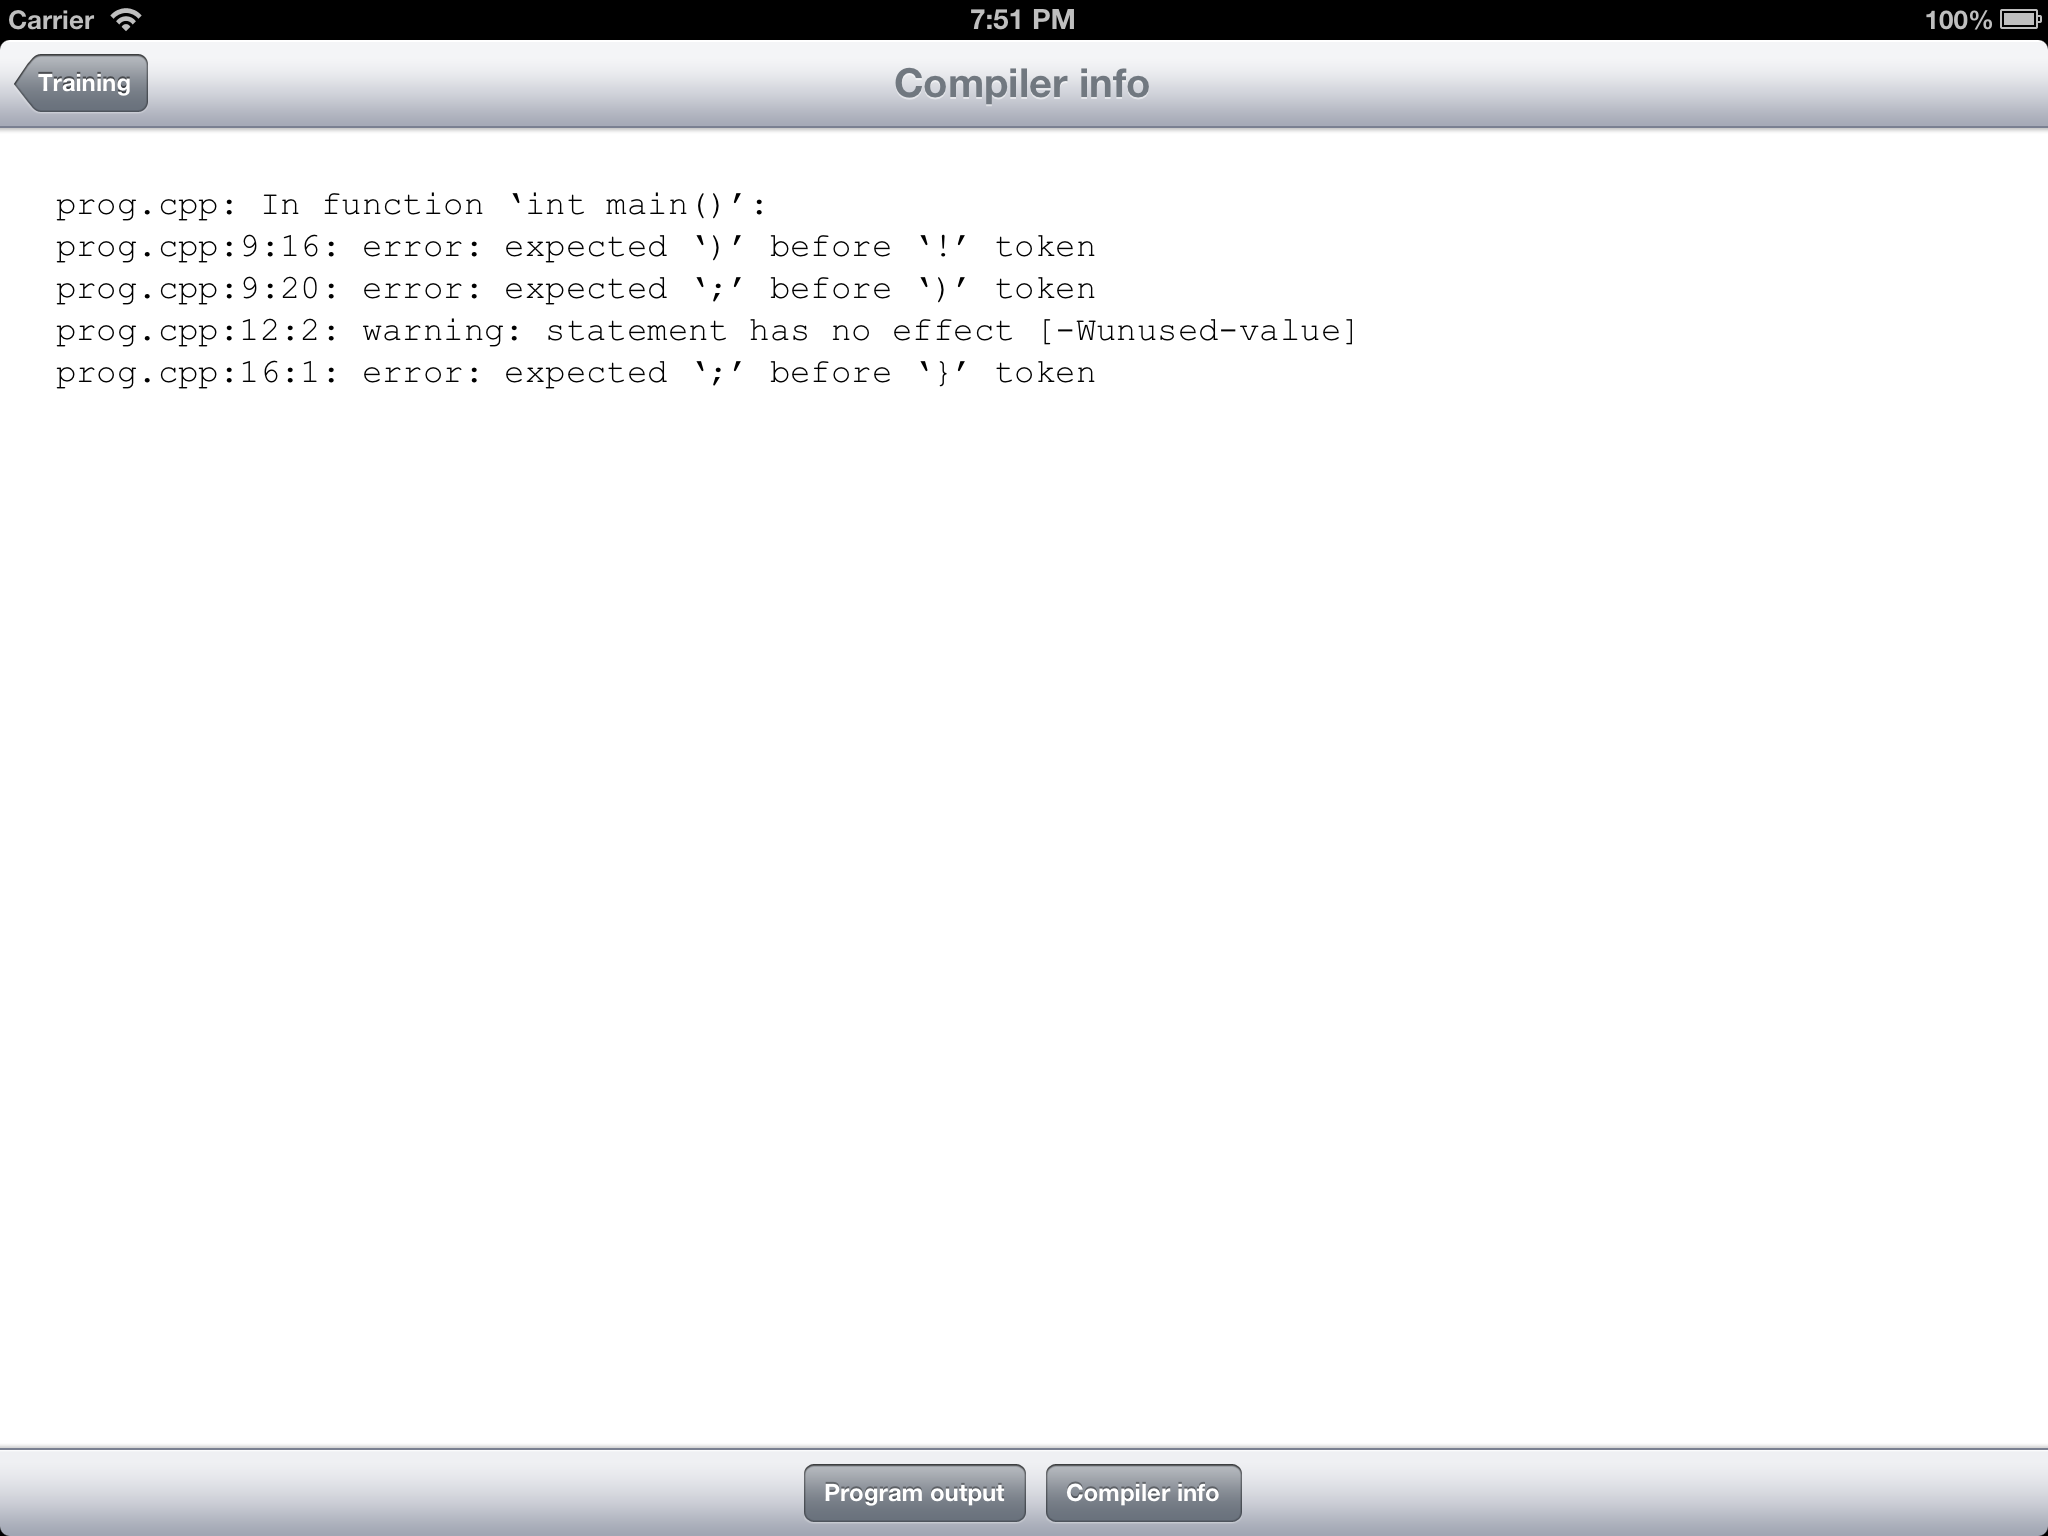 Carrier 7:51 PM 100%
Training Compiler info
prog.cpp: In function ‘int main()’:
prog.cpp:9:16: error: expected ‘)’ before ‘!’ token
prog.cpp:9:20: error: expected ‘;’ before ‘)’ token
prog.cpp:12:2: warning: statement has no effect [-Wunused-value]
prog.cpp:16:1: error: expected ‘;’ before ‘}’ token
Program output Compiler info